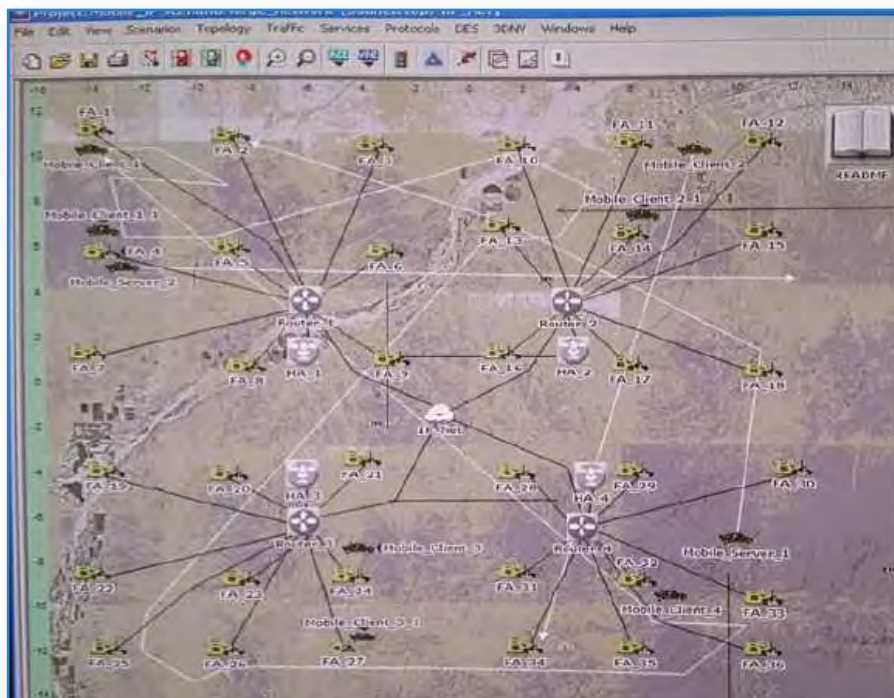 File Edit View Scenarios Topology Traffic Services Protocols DES 3DNV Windows Help
FA_1
FA_2
FA_3
FA_10
FA_11
FA_12
Mobile_Client_1
Mobile_Client_2
README
Mobile_Client_1_1
Mobile_Client_2_1
FA_4
FA_5
FA_6
FA_13
FA_14
FA_15
Mobile_Server_2
Router_1
Router_2
FA_7
FA_8
HA_1
FA_9
FA_16
HA_2
FA_17
FA_18
FA_19
FA_20
HA_3
FA_21
FA_28
HA_4
FA_29
FA_30
Router_3
Mobile_Client_3
Router_4
Mobile_Server_1
FA_22
FA_23
FA_24
FA_31
FA_32
Mobile_Client_4
FA_33
Mobile_Client_3_1
FA_25
FA_26
FA_27
FA_34
FA_35
FA_36